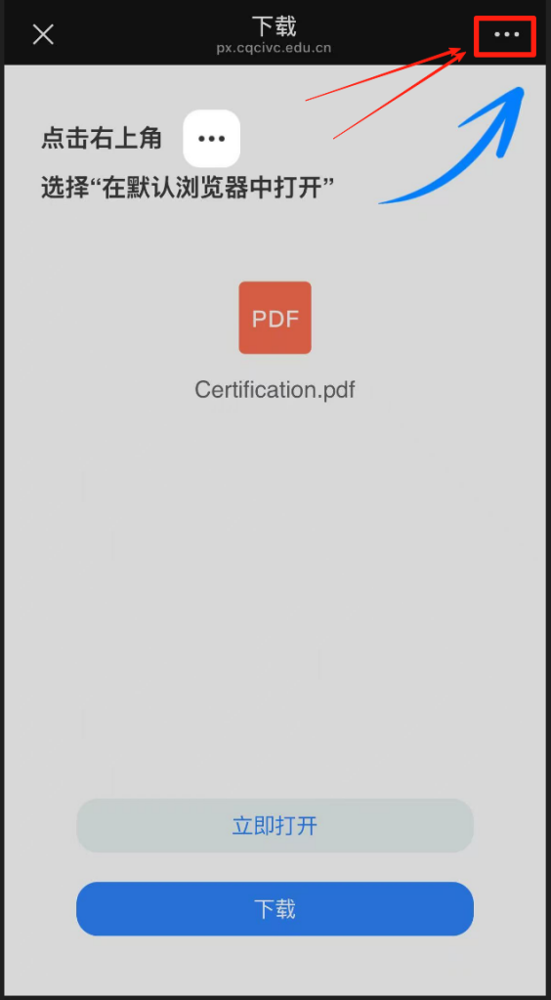 下载
px.cqcivc.edu.cn
点击右上角
选择“在默认浏览器中打开”
PDF
Certification.pdf
立即打开
下载